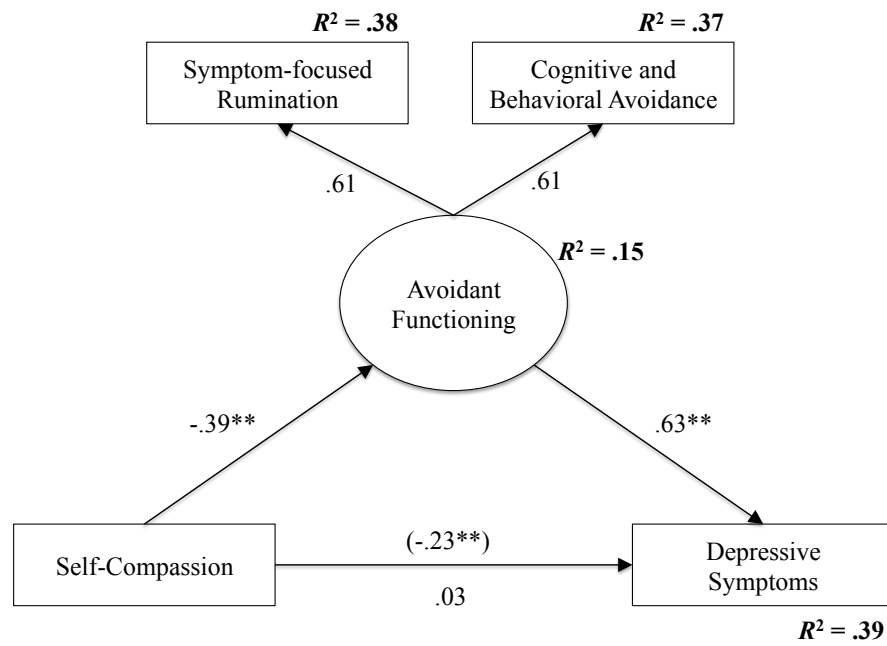 R² = .38
R² = .37
Symptom-focused
Rumination
Cognitive and
Behavioral Avoidance
.61
.61
R² = .15
Avoidant
Functioning
-.39**
.63**
Self-Compassion
(-.23**)
.03
Depressive
Symptoms
R² = .39